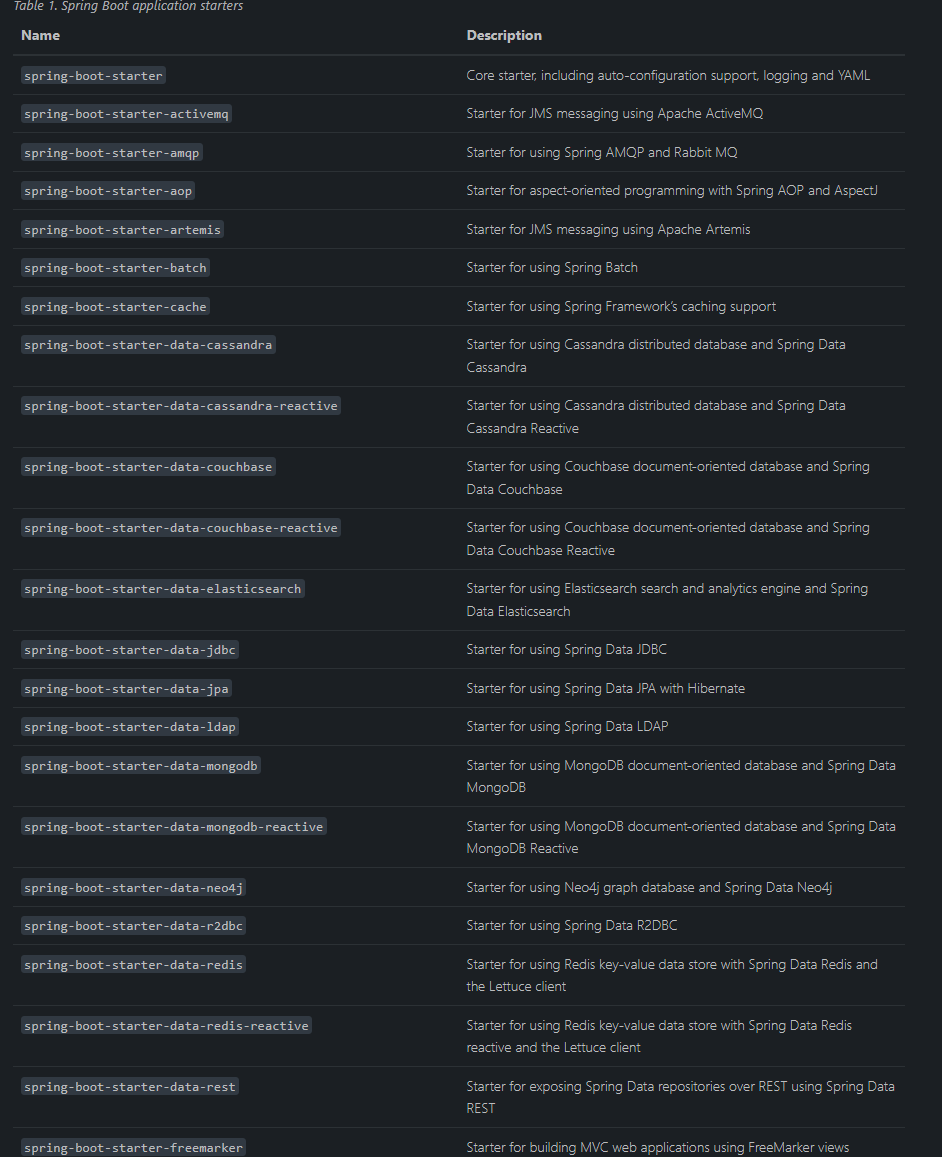 Table 1. Spring Boot application starters
Name Description
spring-boot-starter Core starter, including auto-configuration support, logging and YAML
spring-boot-starter-activemq Starter for JMS messaging using Apache ActiveMQ
spring-boot-starter-amqp Starter for using Spring AMQP and Rabbit MQ
spring-boot-starter-aop Starter for aspect-oriented programming with Spring AOP and AspectJ
spring-boot-starter-artemis Starter for JMS messaging using Apache Artemis
spring-boot-starter-batch Starter for using Spring Batch
spring-boot-starter-cache Starter for using Spring Framework’s caching support
spring-boot-starter-data-cassandra Starter for using Cassandra distributed database and Spring Data
Cassandra
spring-boot-starter-data-cassandra-reactive Starter for using Cassandra distributed database and Spring Data
Cassandra Reactive
spring-boot-starter-data-couchbase Starter for using Couchbase document-oriented database and Spring
Data Couchbase
spring-boot-starter-data-couchbase-reactive Starter for using Couchbase document-oriented database and Spring
Data Couchbase Reactive
spring-boot-starter-data-elasticsearch Starter for using Elasticsearch search and analytics engine and Spring
Data Elasticsearch
spring-boot-starter-data-jdbc Starter for using Spring Data JDBC
spring-boot-starter-data-jpa Starter for using Spring Data JPA with Hibernate
spring-boot-starter-data-ldap Starter for using Spring Data LDAP
spring-boot-starter-data-mongodb Starter for using MongoDB document-oriented database and Spring Data
MongoDB
spring-boot-starter-data-mongodb-reactive Starter for using MongoDB document-oriented database and Spring Data
MongoDB Reactive
spring-boot-starter-data-neo4j Starter for using Neo4j graph database and Spring Data Neo4j
spring-boot-starter-data-r2dbc Starter for using Spring Data R2DBC
spring-boot-starter-data-redis Starter for using Redis key-value data store with Spring Data Redis and
the Lettuce client
spring-boot-starter-data-redis-reactive Starter for using Redis key-value data store with Spring Data Redis
reactive and the Lettuce client
spring-boot-starter-data-rest Starter for exposing Spring Data repositories over REST using Spring Data
REST
spring-boot-starter-freemarker Starter for building MVC web applications using FreeMarker views